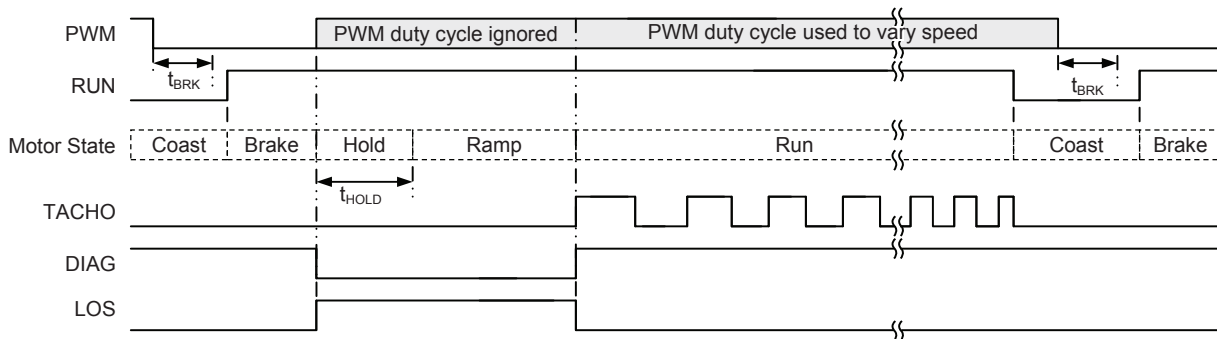 PWM PWM duty cycle ignored PWM duty cycle used to vary speed
tBRK tBRK
RUN
Motor State Coast Brake Hold Ramp Run Coast Brake
tHOLD
TACHO
DIAG
LOS